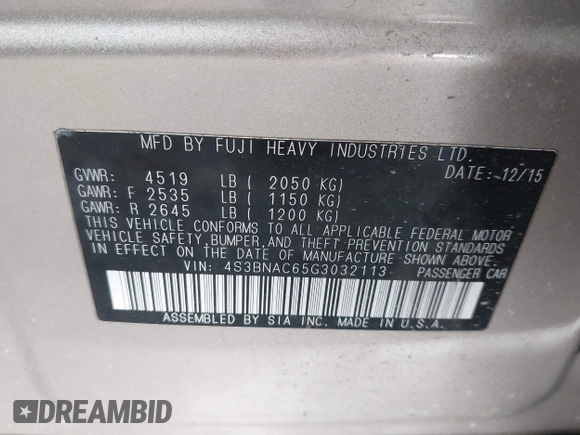 MFD BY FUJI HEAVY INDUSTRIES LTD.
DATE: 12/15
GVWR: 4519 LB ( 2050 KG)
GAWR: F 2535 LB ( 1150 KG)
GAWR: R 2645 LB ( 1200 KG)
THIS VEHICLE CONFORMS TO ALL APPLICABLE FEDERAL MOTOR
VEHICLE SAFETY, BUMPER, AND THEFT PREVENTION STANDARDS
IN EFFECT ON THE DATE OF MANUFACTURE SHOWN ABOVE.
VIN: 4S3BNAC65G3032113 PASSENGER CAR
ASSEMBLED BY SIA INC. MADE IN U.S.A.
DREAMBID